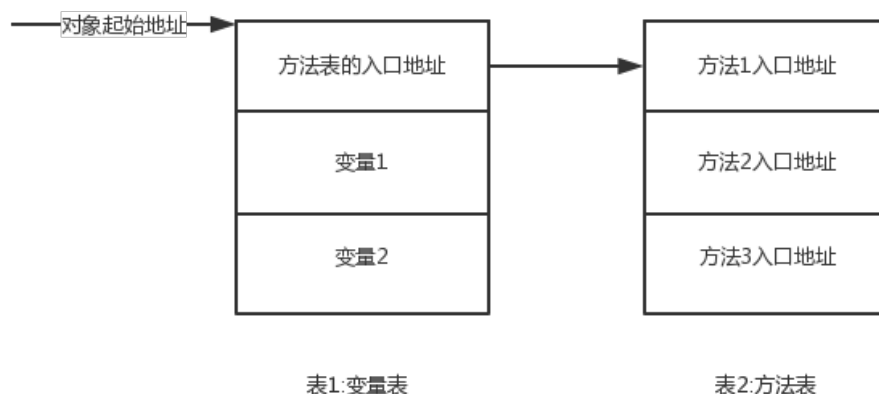 对象起始地址
方法表的入口地址
变量1
变量2
表1:变量表
方法1入口地址
方法2入口地址
方法3入口地址
表2:方法表